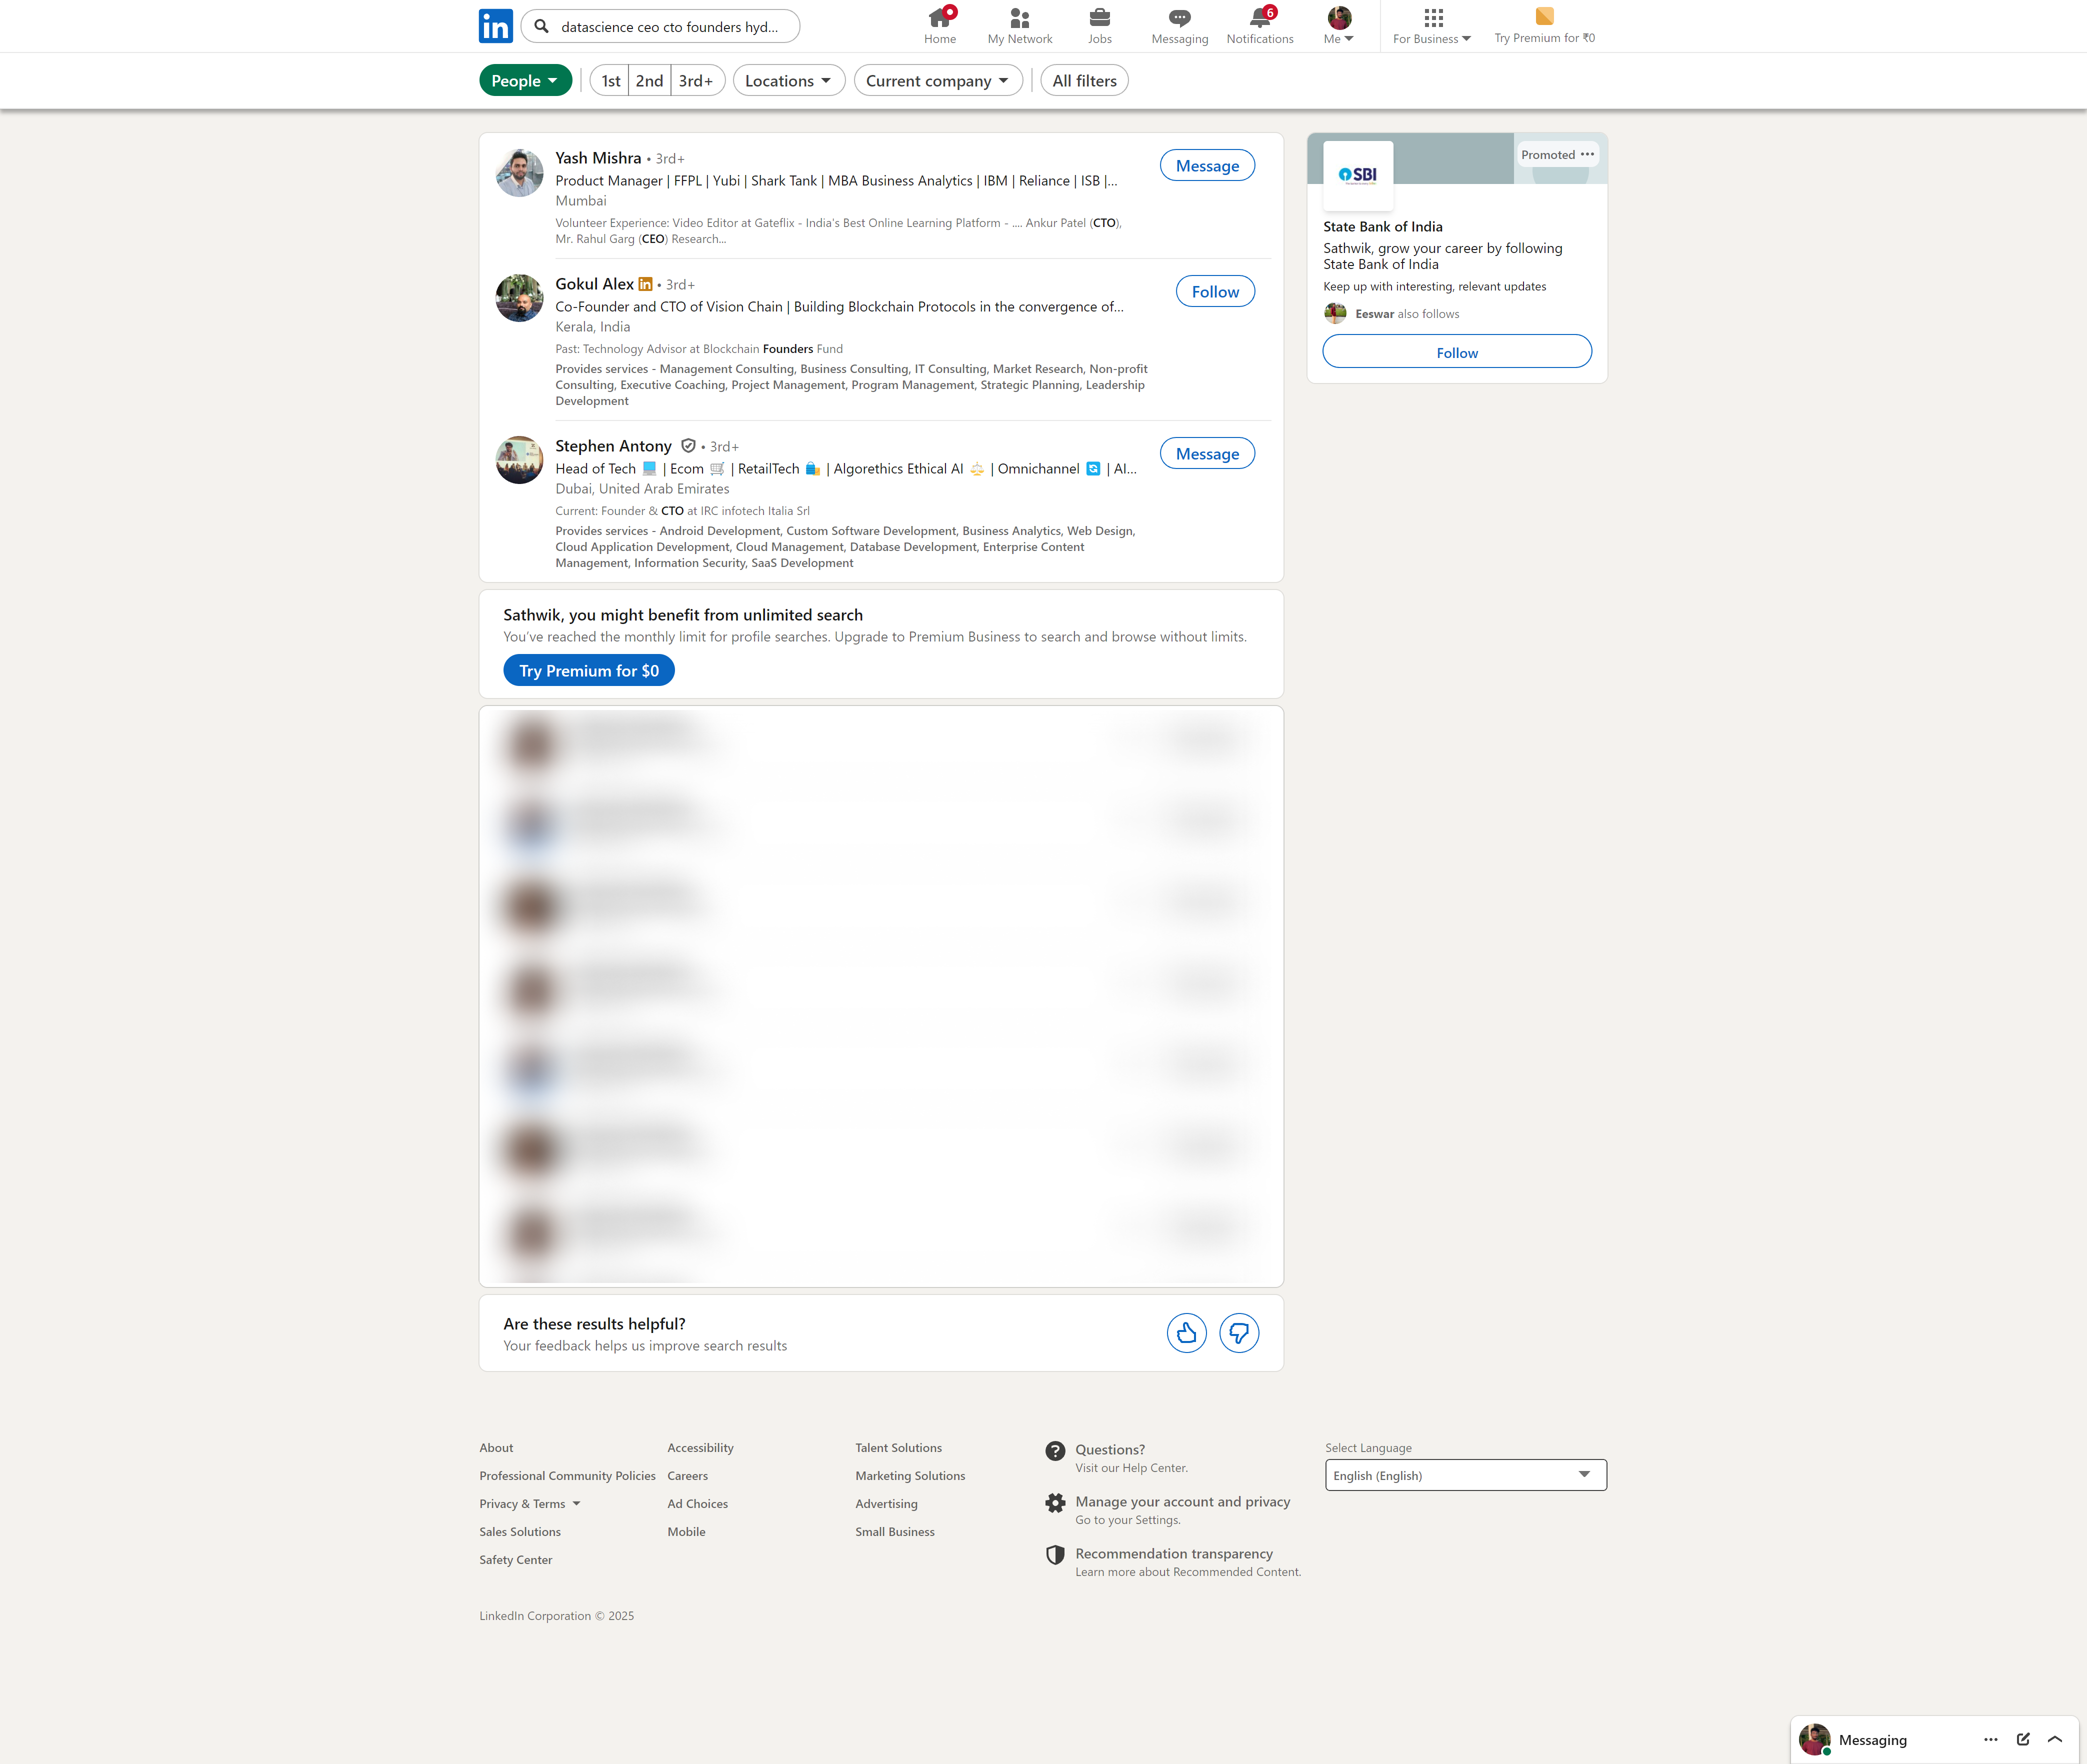 in
datascience ceo cto founders hyd...
Home
My Network
Jobs
Messaging
6
Notifications
Me
For Business
Try Premium for ₹0
People
1st
2nd
3rd+
Locations
Current company
All filters
Yash Mishra • 3rd+
Message
Product Manager | FFPL | Yubi | Shark Tank | MBA Business Analytics | IBM | Reliance | ISB |...
Mumbai
Volunteer Experience: Video Editor at Gateflix - India's Best Online Learning Platform - .... Ankur Patel (CTO),
Mr. Rahul Garg (CEO) Research...
Gokul Alex in • 3rd+
Follow
Co-Founder and CTO of Vision Chain | Building Blockchain Protocols in the convergence of...
Kerala, India
Past: Technology Advisor at Blockchain Founders Fund
Provides services - Management Consulting, Business Consulting, IT Consulting, Market Research, Non-profit
Consulting, Executive Coaching, Project Management, Program Management, Strategic Planning, Leadership
Development
Stephen Antony • 3rd+
Message
Head of Tech 💻 | Ecom 🛒 | RetailTech 🛍️ | Algorethics Ethical AI ⚖️ | Omnichannel 🔄 | AI...
Dubai, United Arab Emirates
Current: Founder & CTO at IRC infotech Italia Srl
Provides services - Android Development, Custom Software Development, Business Analytics, Web Design,
Cloud Application Development, Cloud Management, Database Development, Enterprise Content
Management, Information Security, SaaS Development
Promoted •••
SBI
State Bank of India
Sathwik, grow your career by following
State Bank of India
Keep up with interesting, relevant updates
Eeswar also follows
Follow
Sathwik, you might benefit from unlimited search
You've reached the monthly limit for profile searches. Upgrade to Premium Business to search and browse without limits.
Try Premium for $0
Are these results helpful?
Your feedback helps us improve search results
About
Professional Community Policies
Privacy & Terms
Sales Solutions
Safety Center
Accessibility
Careers
Ad Choices
Mobile
Talent Solutions
Marketing Solutions
Advertising
Small Business
Questions?
Visit our Help Center.
Manage your account and privacy
Go to your Settings.
Recommendation transparency
Learn more about Recommended Content.
Select Language
English (English)
LinkedIn Corporation © 2025
Messaging